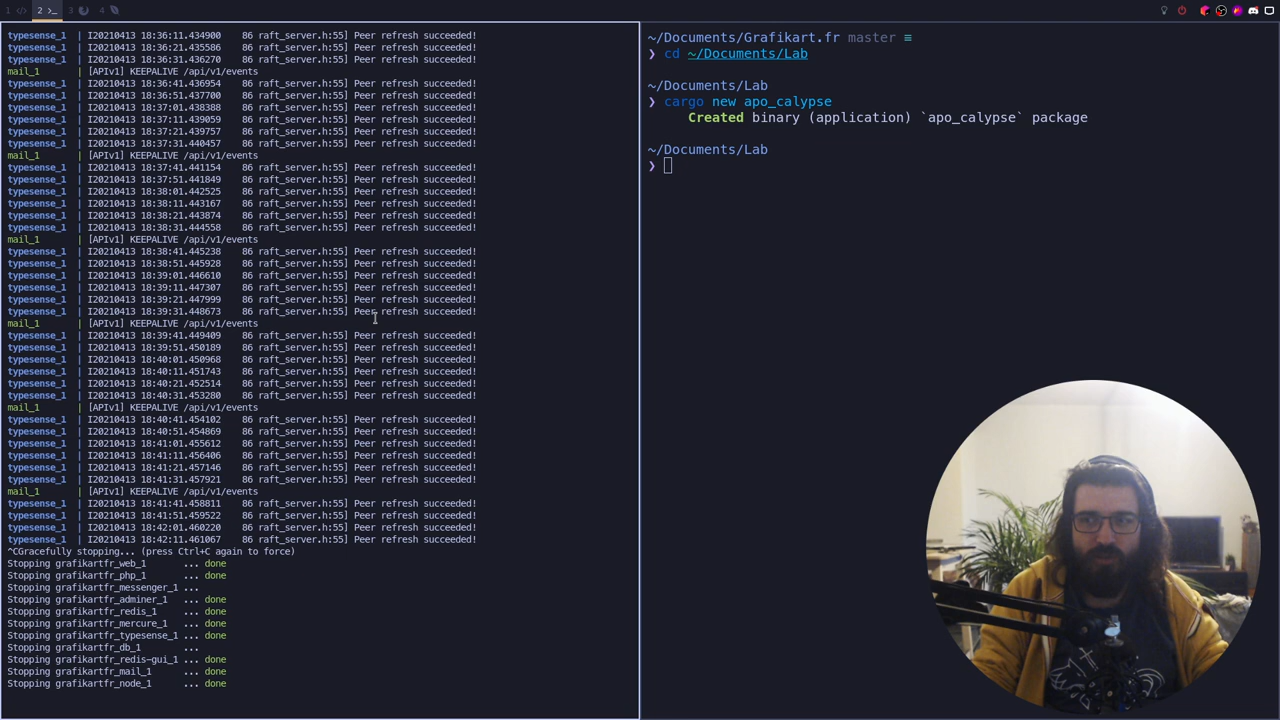 1 </> 2 >_ 3 4
typesense_1 | I20210413 18:36:11.434900 86 raft_server.h:55] Peer refresh succeeded!
typesense_1 | I20210413 18:36:21.435586 86 raft_server.h:55] Peer refresh succeeded!
typesense_1 | I20210413 18:36:31.436270 86 raft_server.h:55] Peer refresh succeeded!
mail_1 | [APIv1] KEEPALIVE /api/v1/events
typesense_1 | I20210413 18:36:41.436954 86 raft_server.h:55] Peer refresh succeeded!
typesense_1 | I20210413 18:36:51.437700 86 raft_server.h:55] Peer refresh succeeded!
typesense_1 | I20210413 18:37:01.438388 86 raft_server.h:55] Peer refresh succeeded!
typesense_1 | I20210413 18:37:11.439059 86 raft_server.h:55] Peer refresh succeeded!
typesense_1 | I20210413 18:37:21.439757 86 raft_server.h:55] Peer refresh succeeded!
typesense_1 | I20210413 18:37:31.440457 86 raft_server.h:55] Peer refresh succeeded!
mail_1 | [APIv1] KEEPALIVE /api/v1/events
typesense_1 | I20210413 18:37:41.441154 86 raft_server.h:55] Peer refresh succeeded!
typesense_1 | I20210413 18:37:51.441849 86 raft_server.h:55] Peer refresh succeeded!
typesense_1 | I20210413 18:38:01.442525 86 raft_server.h:55] Peer refresh succeeded!
typesense_1 | I20210413 18:38:11.443167 86 raft_server.h:55] Peer refresh succeeded!
typesense_1 | I20210413 18:38:21.443874 86 raft_server.h:55] Peer refresh succeeded!
typesense_1 | I20210413 18:38:31.444558 86 raft_server.h:55] Peer refresh succeeded!
mail_1 | [APIv1] KEEPALIVE /api/v1/events
typesense_1 | I20210413 18:38:41.445238 86 raft_server.h:55] Peer refresh succeeded!
typesense_1 | I20210413 18:38:51.445928 86 raft_server.h:55] Peer refresh succeeded!
typesense_1 | I20210413 18:39:01.446610 86 raft_server.h:55] Peer refresh succeeded!
typesense_1 | I20210413 18:39:11.447307 86 raft_server.h:55] Peer refresh succeeded!
typesense_1 | I20210413 18:39:21.447999 86 raft_server.h:55] Peer refresh succeeded!
typesense_1 | I20210413 18:39:31.448673 86 raft_server.h:55] Peer refresh succeeded!
mail_1 | [APIv1] KEEPALIVE /api/v1/events
typesense_1 | I20210413 18:39:41.449409 86 raft_server.h:55] Peer refresh succeeded!
typesense_1 | I20210413 18:39:51.450189 86 raft_server.h:55] Peer refresh succeeded!
typesense_1 | I20210413 18:40:01.450968 86 raft_server.h:55] Peer refresh succeeded!
typesense_1 | I20210413 18:40:11.451743 86 raft_server.h:55] Peer refresh succeeded!
typesense_1 | I20210413 18:40:21.452514 86 raft_server.h:55] Peer refresh succeeded!
typesense_1 | I20210413 18:40:31.453280 86 raft_server.h:55] Peer refresh succeeded!
mail_1 | [APIv1] KEEPALIVE /api/v1/events
typesense_1 | I20210413 18:40:41.454102 86 raft_server.h:55] Peer refresh succeeded!
typesense_1 | I20210413 18:40:51.454869 86 raft_server.h:55] Peer refresh succeeded!
typesense_1 | I20210413 18:41:01.455612 86 raft_server.h:55] Peer refresh succeeded!
typesense_1 | I20210413 18:41:11.456406 86 raft_server.h:55] Peer refresh succeeded!
typesense_1 | I20210413 18:41:21.457146 86 raft_server.h:55] Peer refresh succeeded!
typesense_1 | I20210413 18:41:31.457921 86 raft_server.h:55] Peer refresh succeeded!
mail_1 | [APIv1] KEEPALIVE /api/v1/events
typesense_1 | I20210413 18:41:41.458811 86 raft_server.h:55] Peer refresh succeeded!
typesense_1 | I20210413 18:41:51.459522 86 raft_server.h:55] Peer refresh succeeded!
typesense_1 | I20210413 18:42:01.460220 86 raft_server.h:55] Peer refresh succeeded!
typesense_1 | I20210413 18:42:11.461067 86 raft_server.h:55] Peer refresh succeeded!
^CGracefully stopping... (press Ctrl+C again to force)
Stopping grafikartfr_web_1 ... done
Stopping grafikartfr_php_1 ... done
Stopping grafikartfr_messenger_1 ...
Stopping grafikartfr_adminer_1 ... done
Stopping grafikartfr_redis_1 ... done
Stopping grafikartfr_mercure_1 ... done
Stopping grafikartfr_typesense_1 ... done
Stopping grafikartfr_db_1 ...
Stopping grafikartfr_redis-gui_1 ... done
Stopping grafikartfr_mail_1 ... done
Stopping grafikartfr_node_1 ... done
~/Documents/Grafikart.fr master ≡
❯ cd ~/Documents/Lab
~/Documents/Lab
❯ cargo new apo_calypse
Created binary (application) `apo_calypse` package
~/Documents/Lab
❯